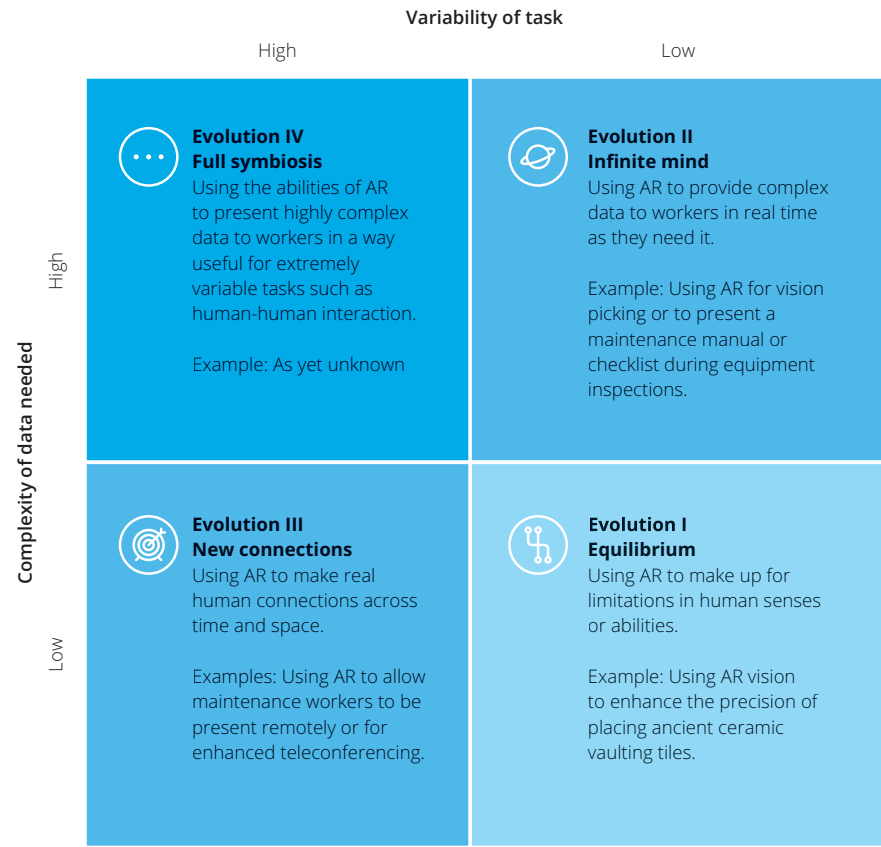 Variability of task
High
Low
Complexity of data needed
High
Evolution IV
Full symbiosis
Using the abilities of AR
to present highly complex
data to workers in a way
useful for extremely
variable tasks such as
human-human interaction.
Example: As yet unknown
Evolution II
Infinite mind
Using AR to provide complex
data to workers in real time
as they need it.
Example: Using AR for vision
picking or to present a
maintenance manual or
checklist during equipment
inspections.
Low
Evolution III
New connections
Using AR to make real
human connections across
time and space.
Examples: Using AR to allow
maintenance workers to be
present remotely or for
enhanced teleconferencing.
Evolution I
Equilibrium
Using AR to make up for
limitations in human senses
or abilities.
Example: Using AR vision
to enhance the precision of
placing ancient ceramic
vaulting tiles.